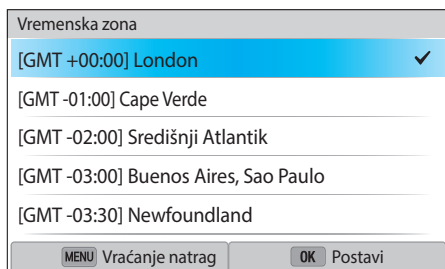 Vremenska zona
[GMT +00:00] London
[GMT -01:00] Cape Verde
[GMT -02:00] Središnji Atlantik
[GMT -03:00] Buenos Aires, Sao Paulo
[GMT -03:30] Newfoundland
MENU Vraćanje natrag OK Postavi